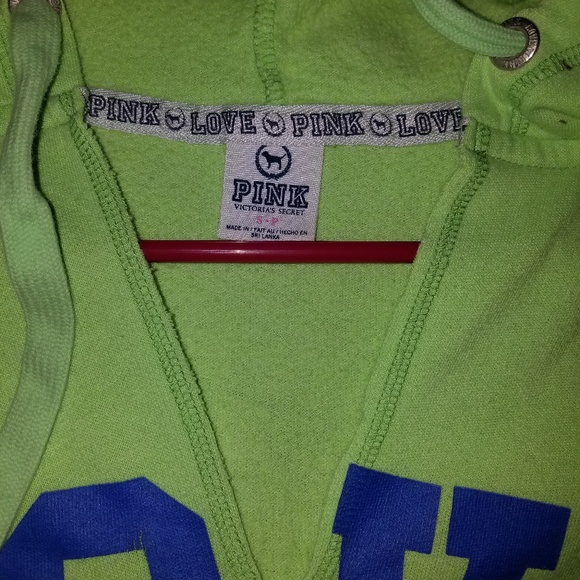 PINK LOVE PINK LOVE
PINK
VICTORIA'S SECRET
S-P
MADE IN / FAIT AU / HECHO EN
SRI LANKA